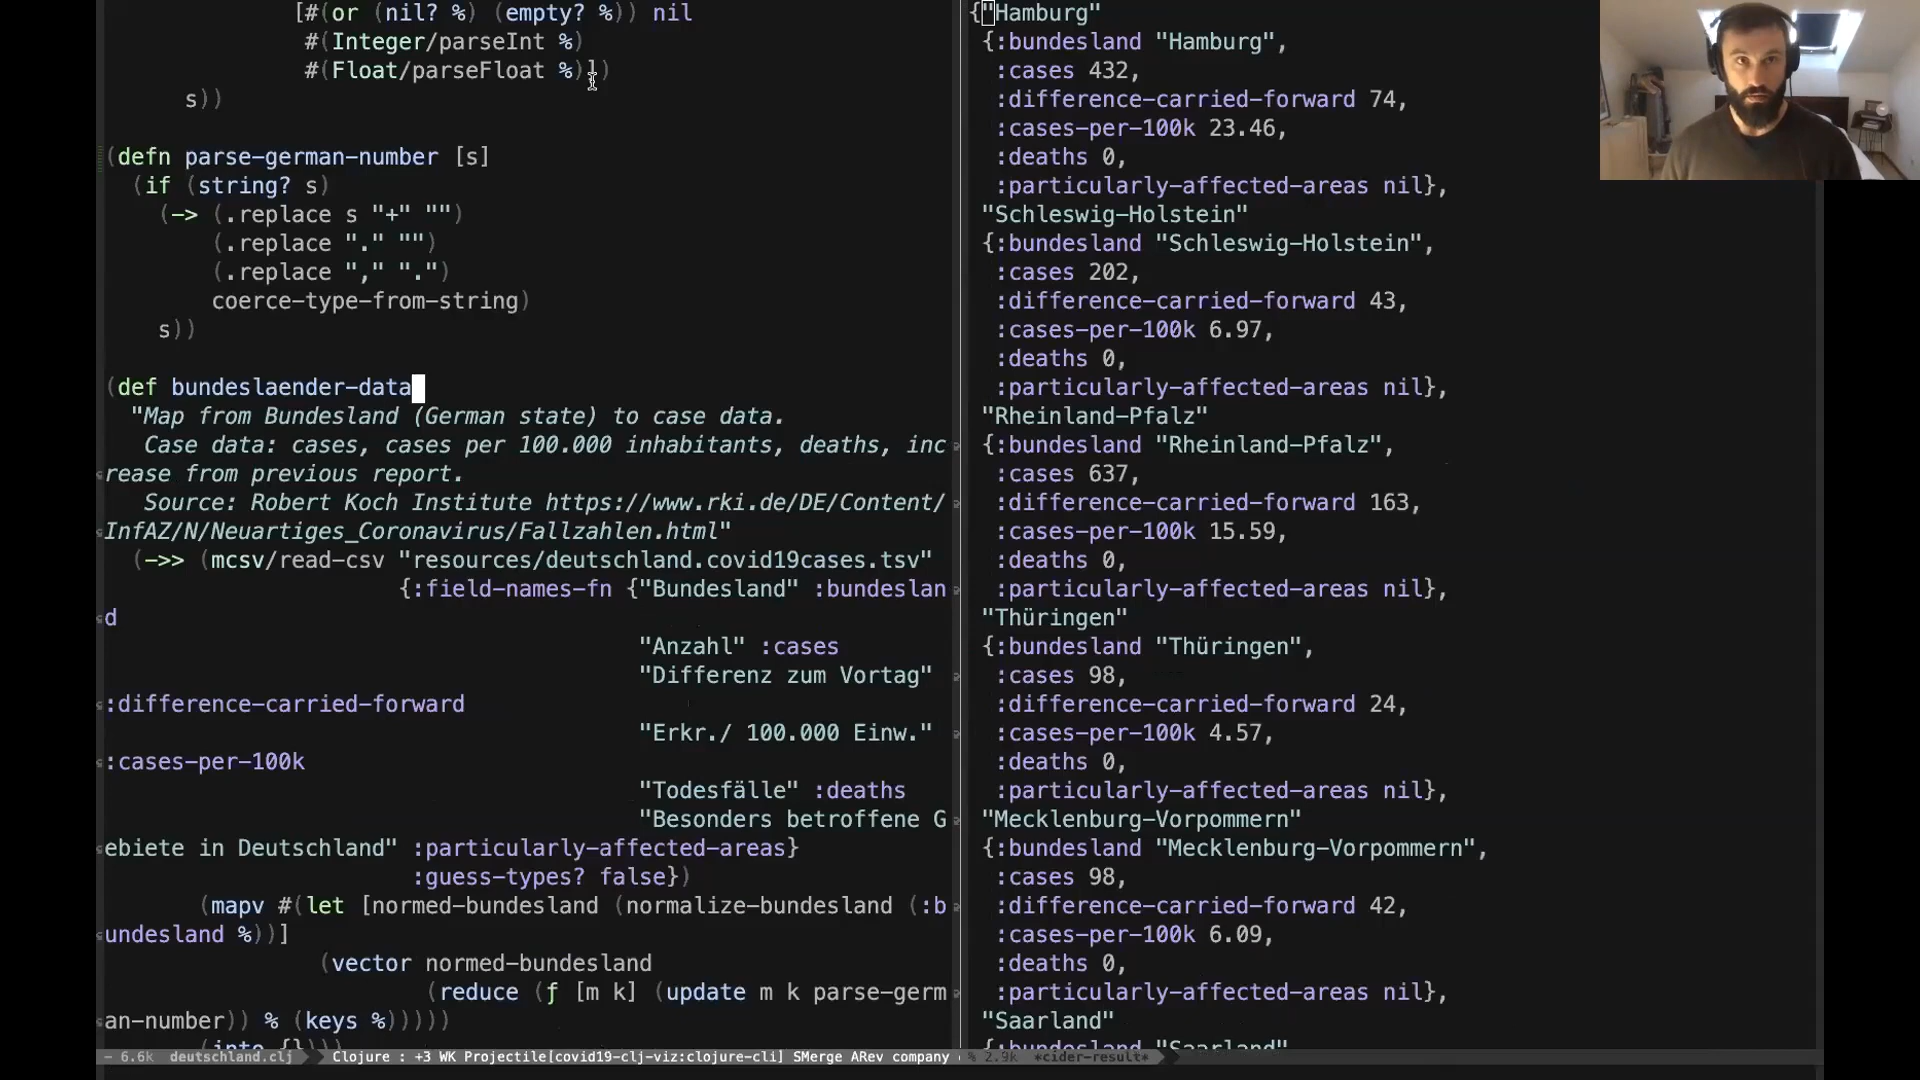 [#(or (nil? %) (empty? %)) nil
#(Integer/parseInt %)
#(Float/parseFloat %)])
s))
(defn parse-german-number [s]
(if (string? s)
(-> (.replace s "+" "")
(.replace "." "")
(.replace "," ".")
coerce-type-from-string)
s))
(def bundeslaender-data
"Map from Bundesland (German state) to case data.
Case data: cases, cases per 100.000 inhabitants, deaths, inc
rease from previous report.
Source: Robert Koch Institute https://www.rki.de/DE/Content/
InfAZ/N/Neuartiges_Coronavirus/Fallzahlen.html"
(->> (mcsv/read-csv "resources/deutschland.covid19cases.tsv"
{:field-names-fn {"Bundesland" :bundeslan
d
"Anzahl" :cases
"Differenz zum Vortag"
:difference-carried-forward
"Erkr./ 100.000 Einw."
:cases-per-100k
"Todesfälle" :deaths
"Besonders betroffene G
ebiete in Deutschland" :particularly-affected-areas}
:guess-types? false})
(mapv #(let [normed-bundesland (normalize-bundesland (:b
undesland %))]
(vector normed-bundesland
(reduce (ƒ [m k] (update m k parse-germ
an-number)) % (keys %)))))
(into {}))))
- 6.6k deutschland.clj Clojure : +3 WK Projectile[covid19-clj-viz:clojure-cli] SMerge ARev company
{"Hamburg"
{:bundesland "Hamburg",
:cases 432,
:difference-carried-forward 74,
:cases-per-100k 23.46,
:deaths 0,
:particularly-affected-areas nil},
"Schleswig-Holstein"
{:bundesland "Schleswig-Holstein",
:cases 202,
:difference-carried-forward 43,
:cases-per-100k 6.97,
:deaths 0,
:particularly-affected-areas nil},
"Rheinland-Pfalz"
{:bundesland "Rheinland-Pfalz",
:cases 637,
:difference-carried-forward 163,
:cases-per-100k 15.59,
:deaths 0,
:particularly-affected-areas nil},
"Thüringen"
{:bundesland "Thüringen",
:cases 98,
:difference-carried-forward 24,
:cases-per-100k 4.57,
:deaths 0,
:particularly-affected-areas nil},
"Mecklenburg-Vorpommern"
{:bundesland "Mecklenburg-Vorpommern",
:cases 98,
:difference-carried-forward 42,
:cases-per-100k 6.09,
:deaths 0,
:particularly-affected-areas nil},
"Saarland"
{:bundesland "Saarland",
% 2.9k *cider-result*